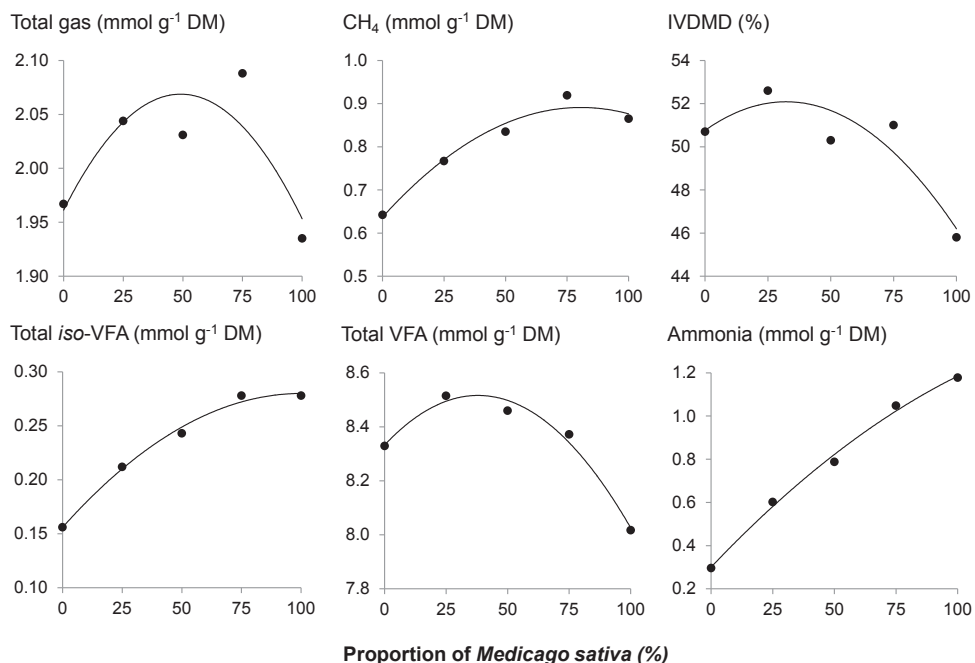 Total gas (mmol g⁻¹ DM)
2.10
2.05
2.00
1.95
1.90
0 25 50 75 100
CH₄ (mmol g⁻¹ DM)
1.0
0.9
0.8
0.7
0.6
0.5
0 25 50 75 100
IVDMD (%)
54
52
50
48
46
44
0 25 50 75 100
Total iso-VFA (mmol g⁻¹ DM)
0.30
0.25
0.20
0.15
0.10
0 25 50 75 100
Total VFA (mmol g⁻¹ DM)
8.6
8.4
8.2
8.0
7.8
0 25 50 75 100
Ammonia (mmol g⁻¹ DM)
1.2
1.0
0.8
0.6
0.4
0.2
0 25 50 75 100
Proportion of Medicago sativa (%)